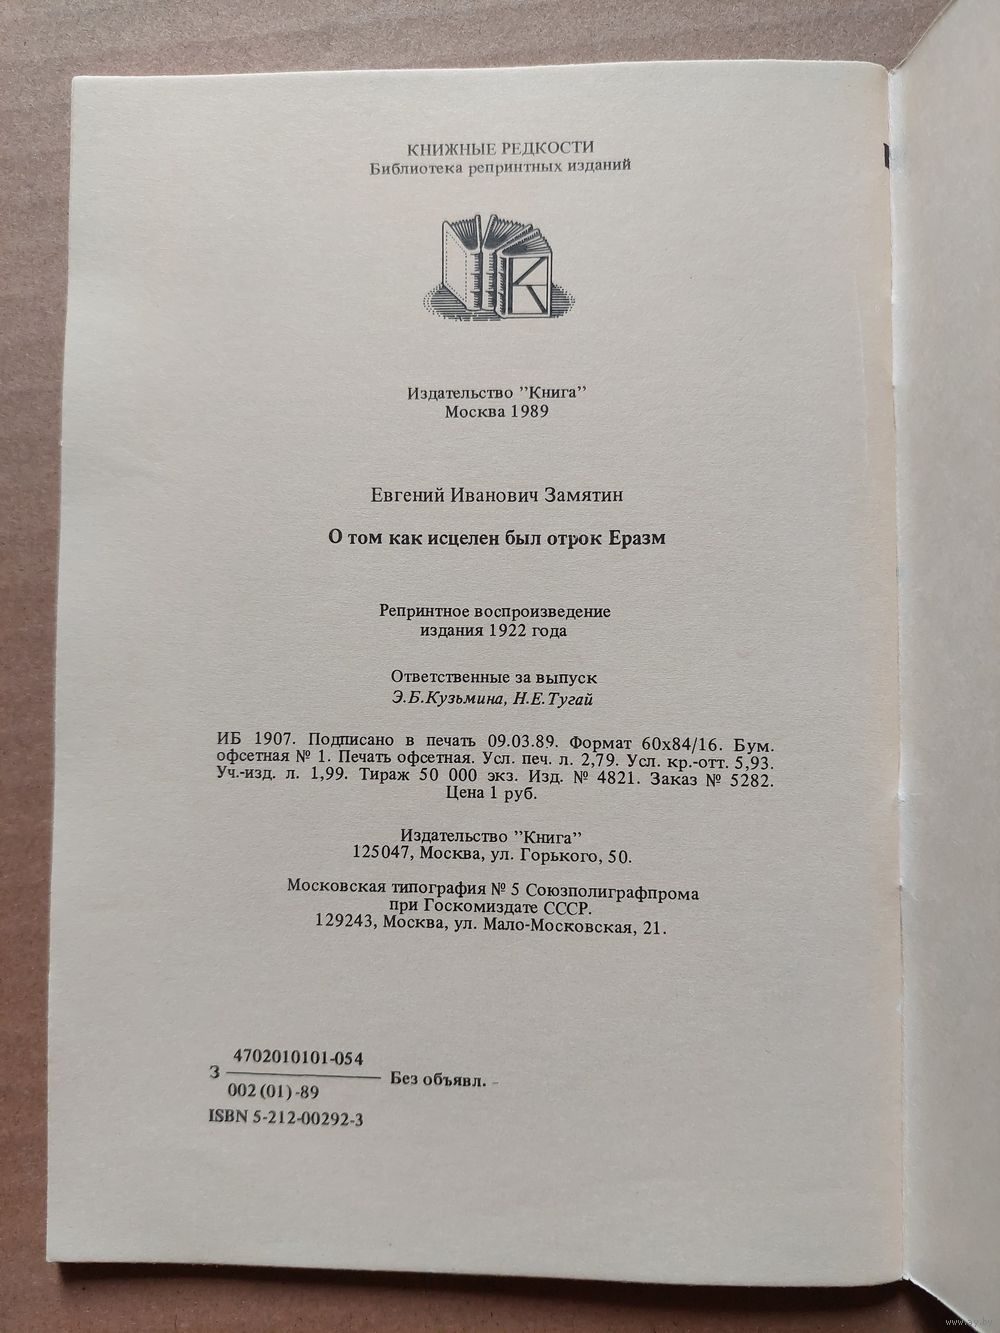 КНИЖНЫЕ РЕДКОСТИ
Библиотека репринтных изданий
К
Издательство ”Книга”
Москва 1989
Евгений Иванович Замятин
О том как исцелен был отрок Еразм
Репринтное воспроизведение
издания 1922 года
Ответственные за выпуск
Э.Б.Кузьмина, Н.Е.Тугай
ИБ 1907. Подписано в печать 09.03.89. Формат 60х84/16. Бум.
офсетная № 1. Печать офсетная. Усл. печ. л. 2,79. Усл. кр.-отт. 5,93.
Уч.-изд. л. 1,99. Тираж 50 000 экз. Изд. № 4821. Заказ № 5282.
Цена 1 руб.
Издательство ”Книга”
125047, Москва, ул. Горького, 50.
Московская типография № 5 Союзполиграфпрома
при Госкомиздате СССР.
129243, Москва, ул. Мало-Московская, 21.
4702010101-054
З
Без объявл.
002 (01)-89
ISBN 5-212-00292-3